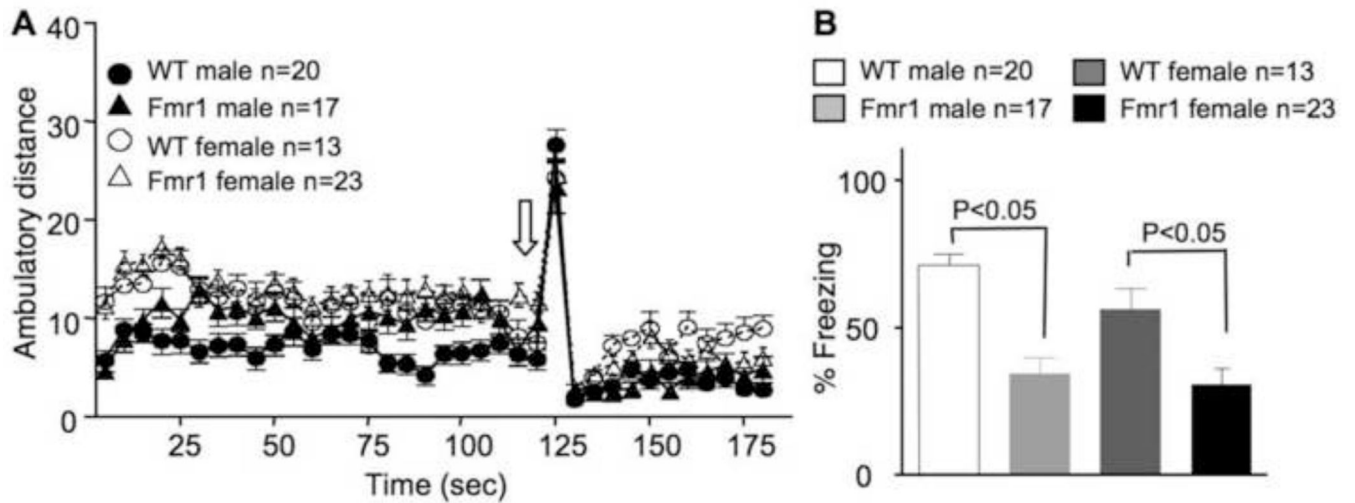 A
40
30
20
10
0
Ambulatory distance
WT male n=20
Fmr1 male n=17
WT female n=13
Fmr1 female n=23
25 50 75 100 125 150 175
Time (sec)
B
WT male n=20 WT female n=13
Fmr1 male n=17 Fmr1 female n=23
100
50
0
% Freezing
P<0.05
P<0.05